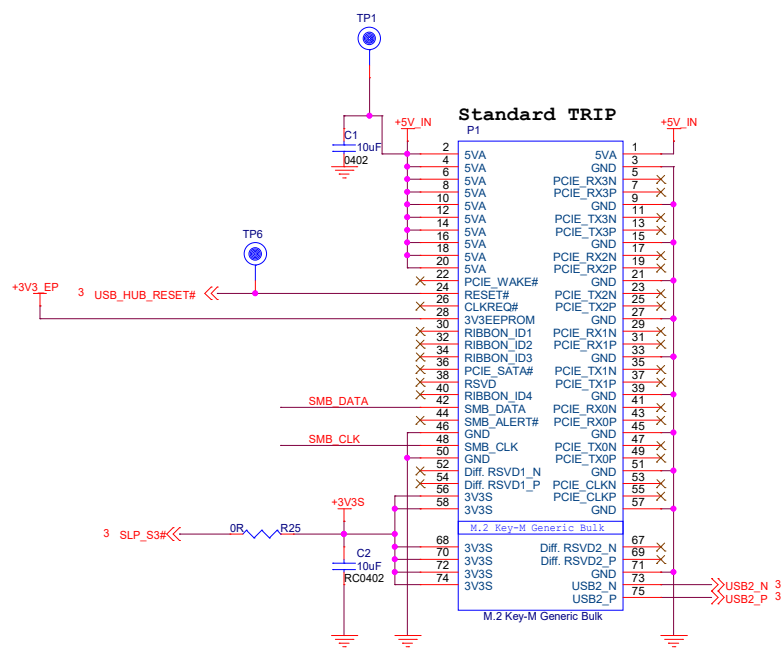 TP1
Standard TRIP
+5V_IN
P1
+5V_IN
C1
10uF
0402
2 5VA 5VA 1
4 5VA GND 3
6 5VA PCIE_RX3N 5
8 5VA PCIE_RX3P 7
10 5VA GND 9
12 5VA PCIE_TX3N 11
14 5VA PCIE_TX3P 13
16 5VA GND 15
18 5VA PCIE_RX2N 17
20 5VA PCIE_RX2P 19
22 PCIE_WAKE# GND 21
24 RESET# PCIE_TX2N 23
26 CLKREQ# PCIE_TX2P 25
28 3V3EEPROM GND 27
30 RIBBON_ID1 PCIE_RX1N 29
32 RIBBON_ID2 PCIE_RX1P 31
34 RIBBON_ID3 GND 33
36 PCIE_SATA# PCIE_TX1N 35
38 RSVD PCIE_TX1P 37
40 RIBBON_ID4 GND 39
42 SMB_DATA PCIE_RX0N 41
44 SMB_ALERT# PCIE_RX0P 43
46 GND GND 45
48 SMB_CLK PCIE_TX0N 47
50 GND PCIE_TX0P 49
52 Diff. RSVD1_N GND 51
54 Diff. RSVD1_P PCIE_CLKN 53
56 3V3S PCIE_CLKP 55
58 3V3S GND 57
M.2 Key-M Generic Bulk
68 3V3S Diff. RSVD2_N 67
70 3V3S Diff. RSVD2_P 69
72 3V3S GND 71
74 3V3S USB2_N 73
USB2_P 75
M.2 Key-M Generic Bulk
TP6
+3V3_EP
3 USB_HUB_RESET#
SMB_DATA
SMB_CLK
+3V3S
3 SLP_S3#
0R R25
C2
10uF
RC0402
USB2_N 3
USB2_P 3